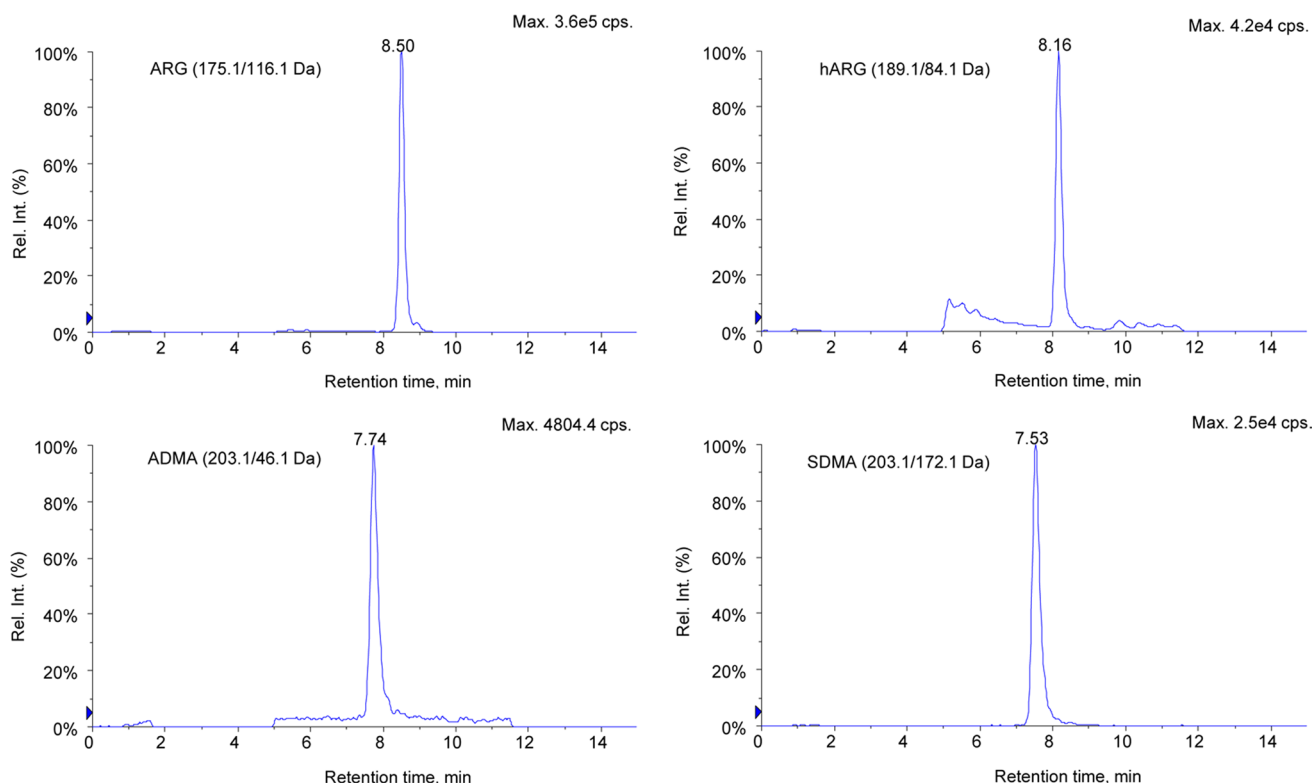 Max. 3.6e5 cps.
8.50
ARG (175.1/116.1 Da)
100%
80%
60%
40%
20%
0%
Rel. Int. (%)
0 2 4 6 8 10 12 14
Retention time, min
Max. 4.2e4 cps.
8.16
hARG (189.1/84.1 Da)
100%
80%
60%
40%
20%
0%
Rel. Int. (%)
0 2 4 6 8 10 12 14
Retention time, min
Max. 4804.4 cps.
7.74
ADMA (203.1/46.1 Da)
100%
80%
60%
40%
20%
0%
Rel. Int. (%)
0 2 4 6 8 10 12 14
Retention time, min
Max. 2.5e4 cps.
7.53
SDMA (203.1/172.1 Da)
100%
80%
60%
40%
20%
0%
Rel. Int. (%)
0 2 4 6 8 10 12 14
Retention time, min